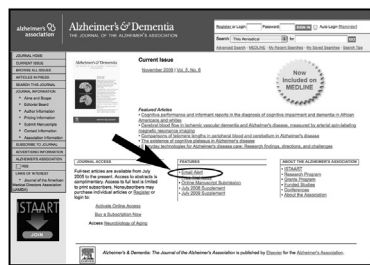 alzheimer's
association
Alzheimer's & Dementia
THE JOURNAL OF THE ALZHEIMER'S ASSOCIATION
Register or Login:
Password:
Auto-Login [Reminder]
Search This Periodical for GO
Advanced Search - MEDLINE - My Recent Searches - My Saved Searches - Search Tips
JOURNAL HOME
CURRENT ISSUE
BROWSE ALL ISSUES
ARTICLES IN PRESS
SEARCH THIS JOURNAL
JOURNAL INFORMATION
• Aims and Scope
• Editorial Board
• Author Information
• Pricing Information
• Submit Manuscripts
• Contact Information
• Association Information
SUBSCRIBE TO JOURNAL
ADVERTISING INFORMATION
ALZHEIMER'S ASSOCIATION
RSS
LINKS OF INTEREST
• Journal of the American
Medical Directors Association
(JAMDA)
ISTAART
JOIN
Current Issue
November 2009 | Vol. 5, No. 6
Now
Included on
MEDLINE
Featured Articles
• Cognitive performance and informant reports in the diagnosis of cognitive impairment and dementia in African
Americans and whites
• Cerebral blood flow in ischemic vascular dementia and Alzheimer's disease, measured by arterial spin-labeling
magnetic resonance imaging
• Comparisons of telomere lengths in peripheral blood and cerebellum in Alzheimer's disease
• The existence of cognitive plateaus in Alzheimer's disease
technologies for Alzheimer's disease care: Research findings, directions, and challenges
JOURNAL ACCESS
Full-text articles are available from July
2005 to the present. Access to abstracts is
complimentary. Access to full text is limited
to print subscribers. Nonsubscribers may
purchase individual articles or Register or
login to:
Activate Online Access
Buy a Subscription Now
Access Neurobiology of Aging
FEATURES
• Email Alert
• Online Manuscript Submission
• July 2008 Supplement
• July 2009 Supplement
ABOUT THE ALZHEIMER'S ASSOCIATION
• ISTAART
• Research Grants
• Grants Program
• Funded Studies
• Conferences
• About the Association
Alzheimer's & Dementia: The Journal of the Alzheimer's Association is published by Elsevier for the Alzheimer's Association.